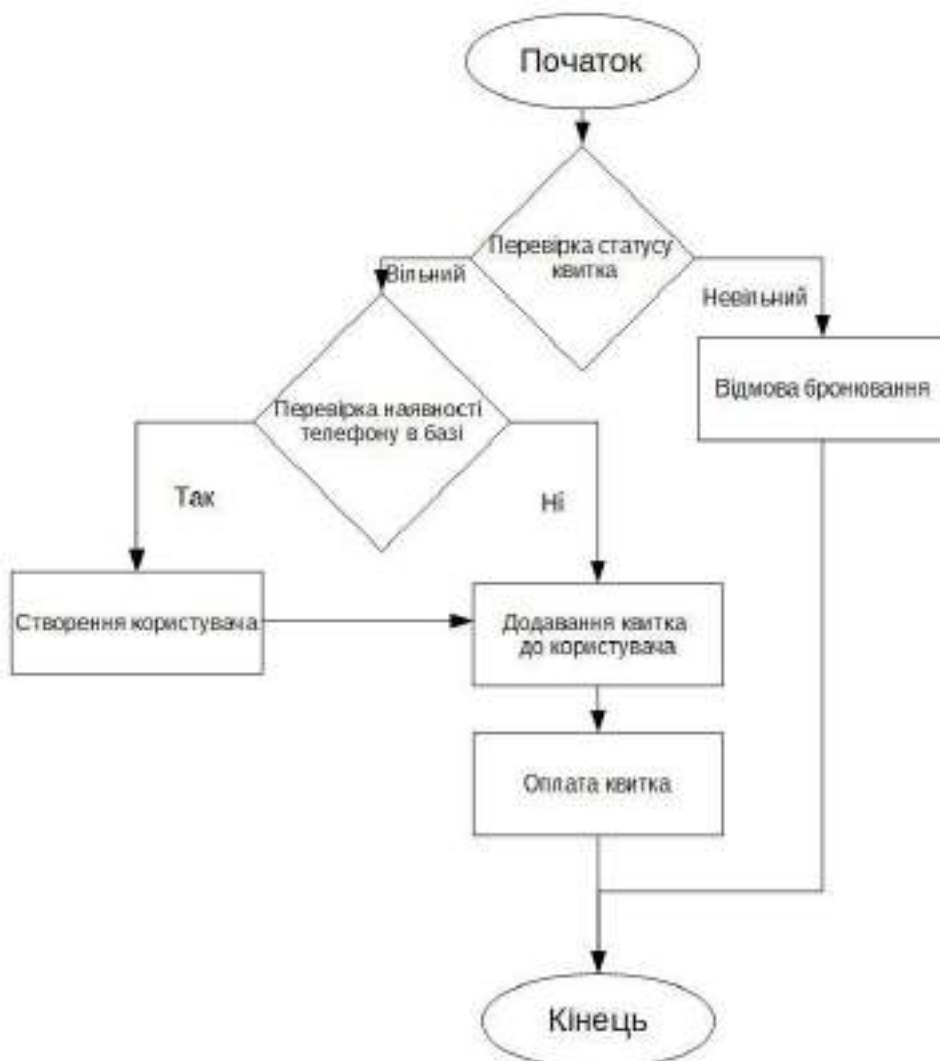 Початок
Перевірка статусу
квитка
Вільний
Невільний
Відмова бронювання
Перевірка наявності
телефону в базі
Так
Ні
Створення користувача
Додавання квитка
до користувача
Оплата квитка
Кінець